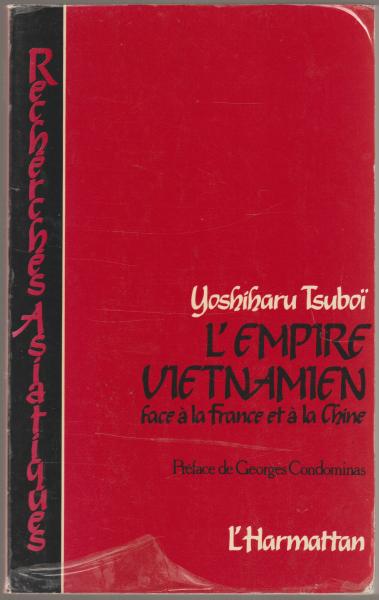 Recherches Asiatiques
Yoshiharu Tsuboï
L'EMPIRE
VIETNAMIEN
face à la France et à la Chine
Préface de Georges Condominas
L'Harmattan